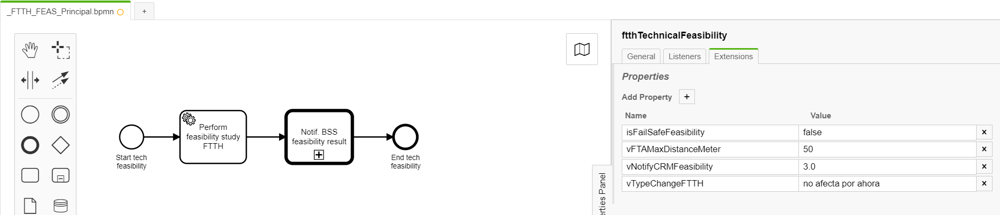 _FTTH_FEAS_Principal.bpmn
+
ftthTechnicalFeasibility
General Listeners Extensions
Properties
Add Property +
Name Value
isFailSafeFeasibility false x
vFTAMaxDistanceMeter 50 x
vNotifyCRMFeasibility 3.0 x
vTypeChangeFTTH no afecta por ahora x
Perform
feasibility study
FTTH
Notif. BSS
feasibility result
Start tech
feasibility
End tech
feasibility
Panel